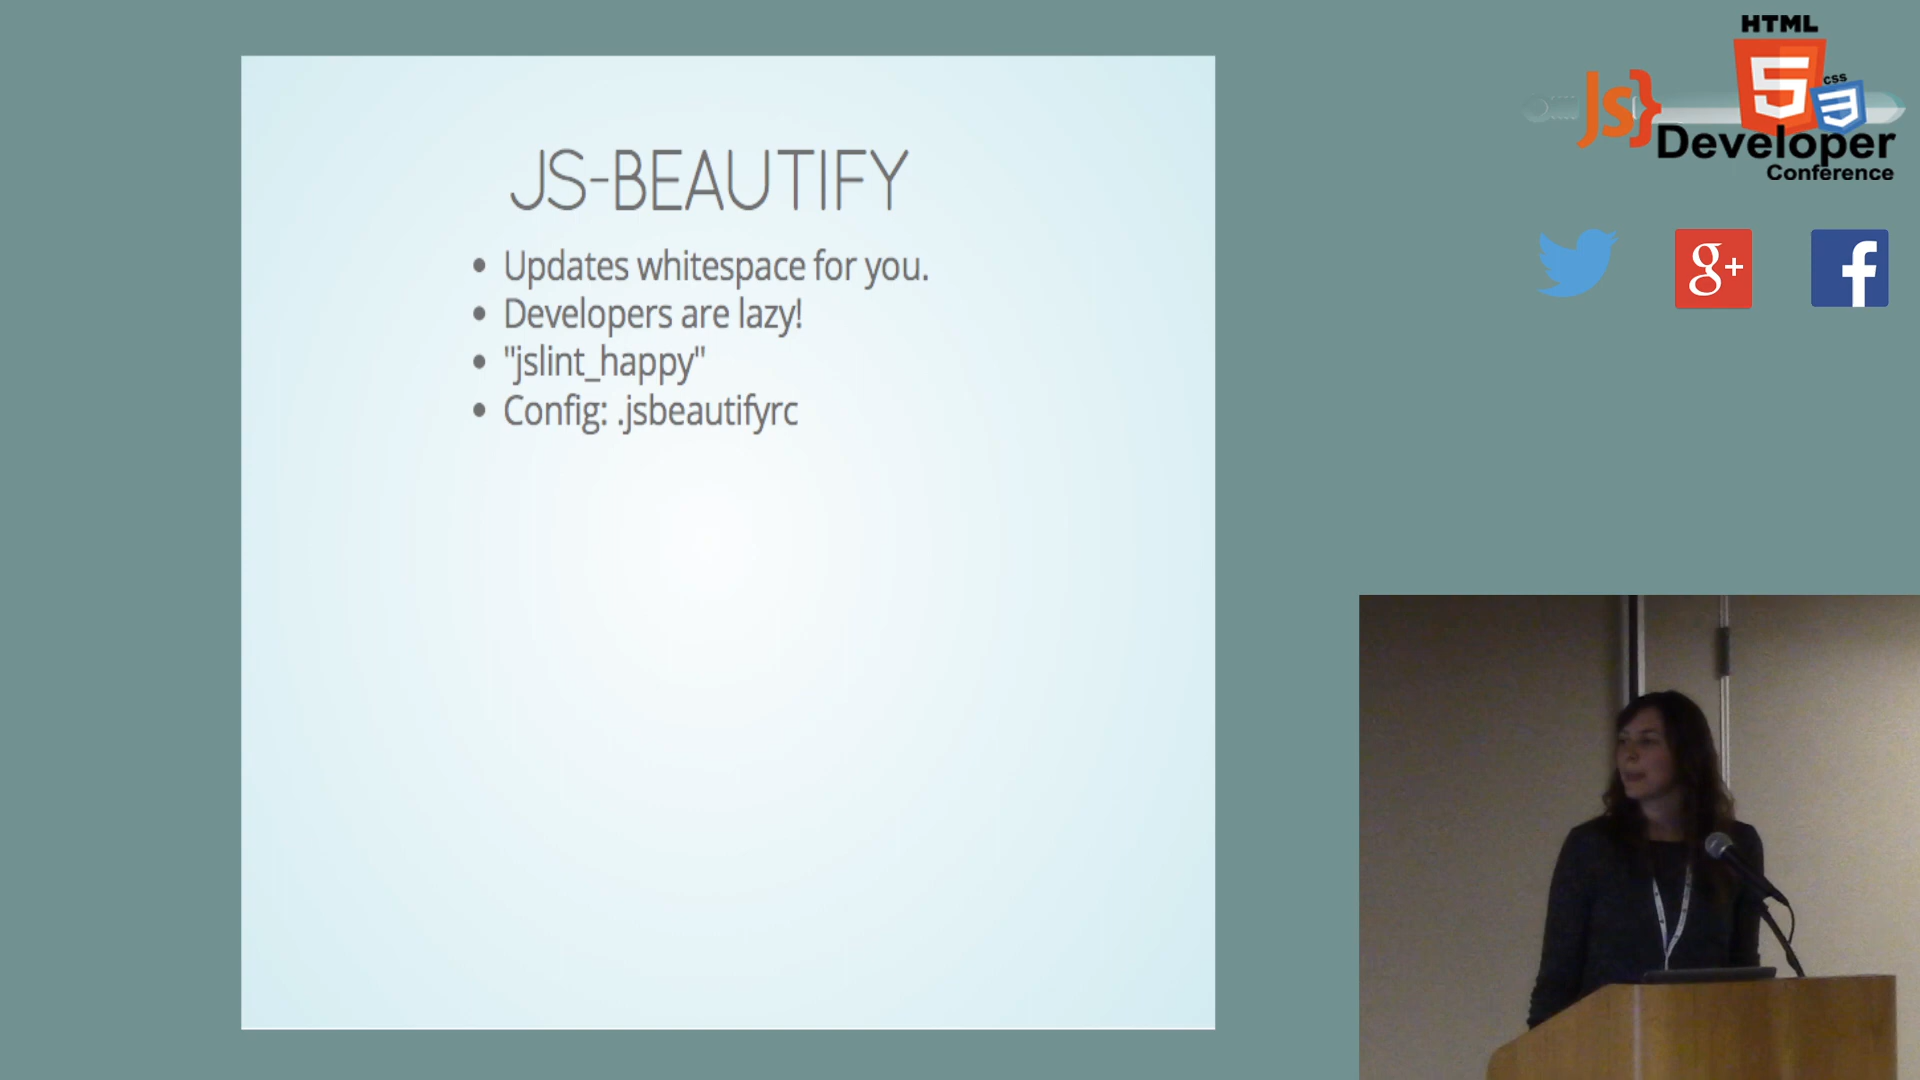 JS-BEAUTIFY
• Updates whitespace for you.
• Developers are lazy!
• "jslint_happy"
• Config: .jsbeautifyrc
HTML
5
CSS
3
JS}
Developer
Conference
g+
f